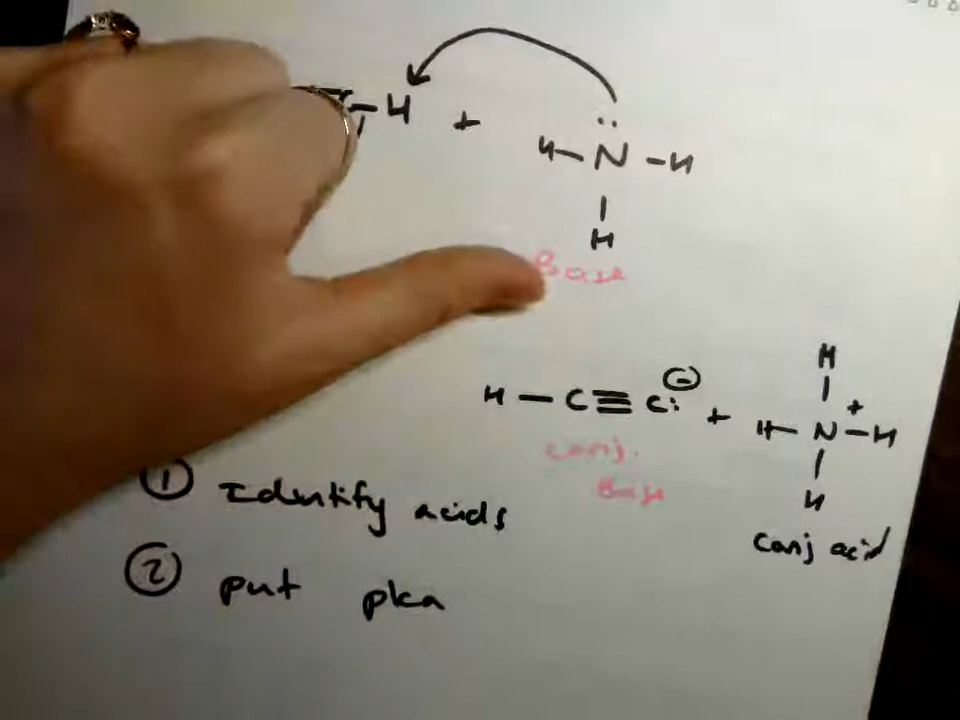 -H + H-N-H
H
Base
H-C≡C:⊖ + H-N⁺-H
H
H
Conj. Base
Conj acid
① Identify acids
② put pka